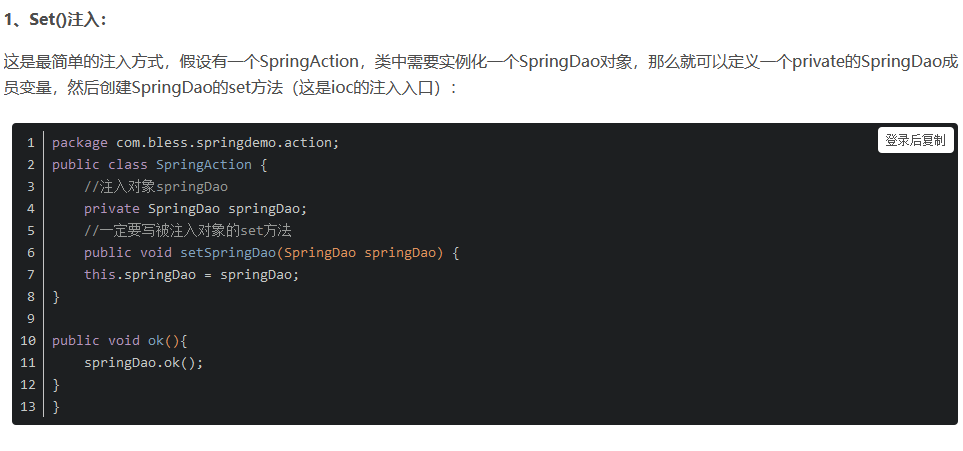 1、Set()注入：
这是最简单的注入方式，假设有一个SpringAction，类中需要实例化一个SpringDao对象，那么就可以定义一个private的SpringDao成
员变量，然后创建SpringDao的set方法（这是ioc的注入入口）：
登录后复制
1 package com.bless.springdemo.action;
2 public class SpringAction {
3     //注入对象springDao
4     private SpringDao springDao;
5     //一定要写被注入对象的set方法
6     public void setSpringDao(SpringDao springDao) {
7     this.springDao = springDao;
8 }
9
10 public void ok(){
11     springDao.ok();
12 }
13 }